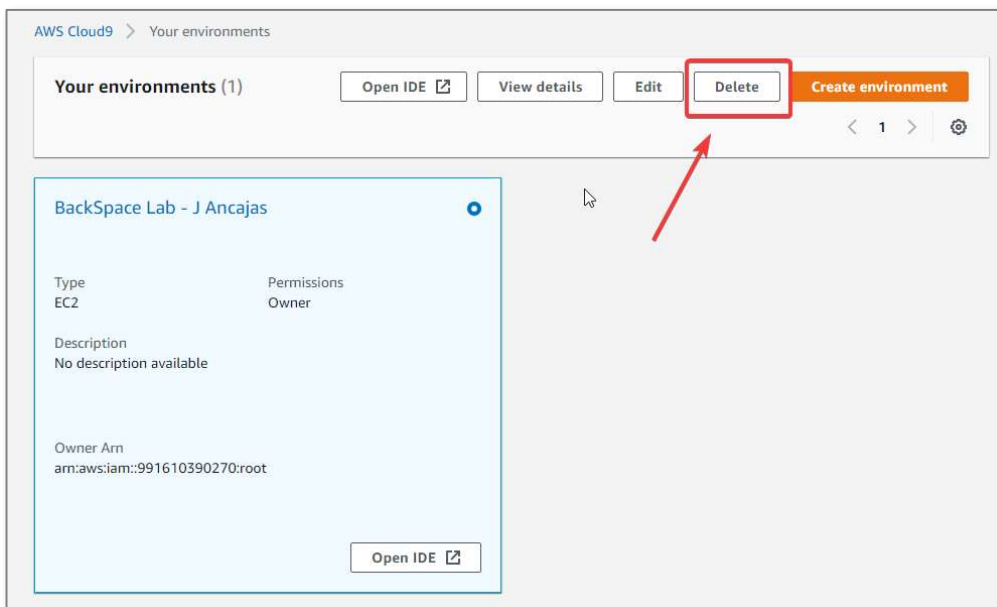 AWS Cloud9 > Your environments
Your environments (1) Open IDE View details Edit Delete Create environment
< 1 >
BackSpace Lab - J Ancajas
Type Permissions
EC2 Owner
Description
No description available
Owner Arn
arn:aws:iam::991610390270:root
Open IDE